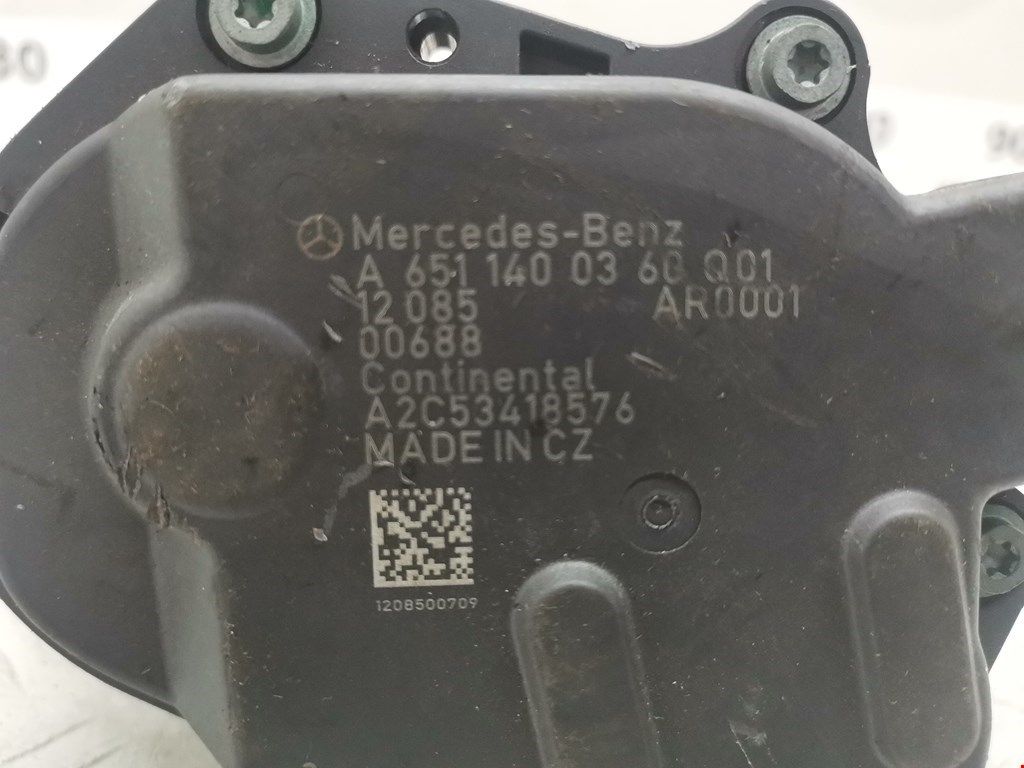 Mercedes-Benz
A 651 140 03 60 Q01
12 085 AR0001
00688
Continental
A2C53418576
MADE IN CZ
1208500709